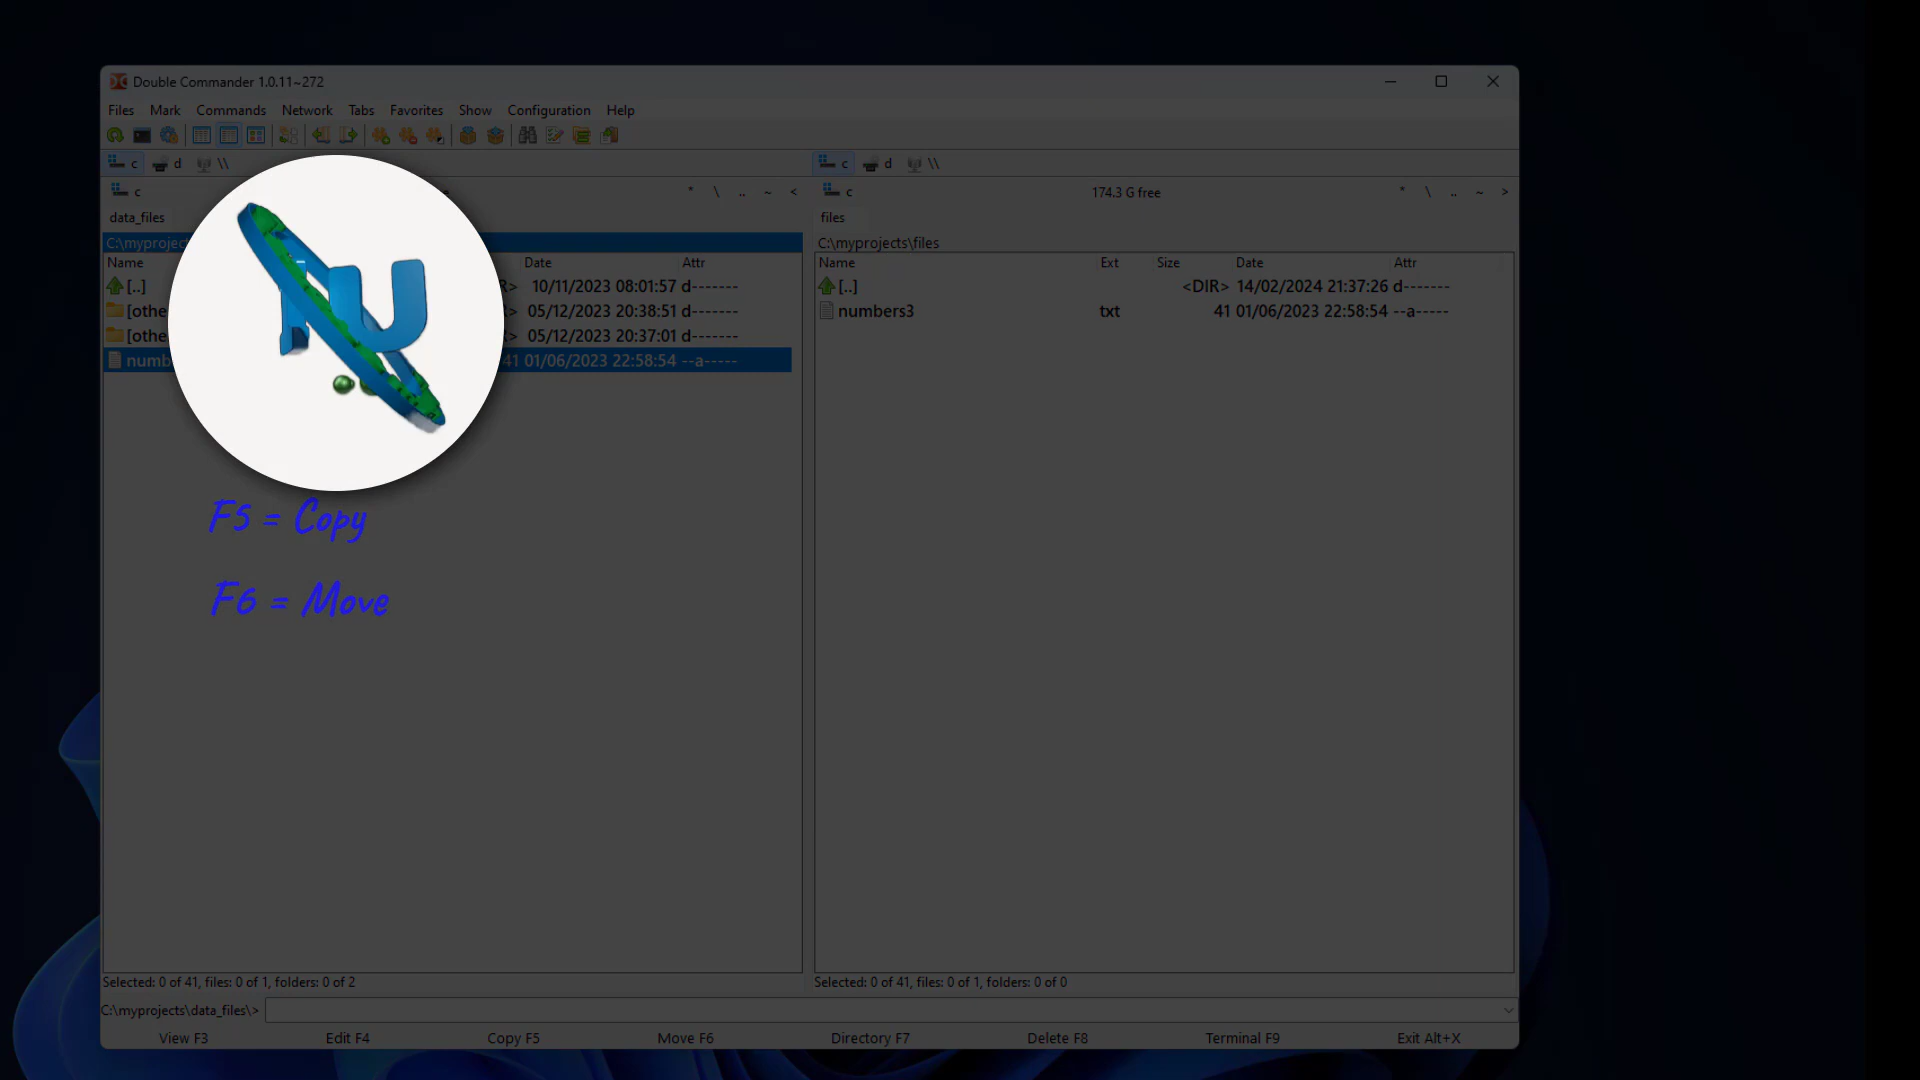 Double Commander 1.0.11~272
Files Mark Commands Network Tabs Favorites Show Configuration Help
c d \\
c d \\
c * \ .. ~ <
c 174.3 G free * \ .. ~ >
data_files
files
C:\myprojec
C:\myprojects\files
Name Date Attr
Name Ext Size Date Attr
[..] R> 10/11/2023 08:01:57 d-------
[..] <DIR> 14/02/2024 21:37:26 d-------
[othe R> 05/12/2023 20:38:51 d-------
numbers3 txt 41 01/06/2023 22:58:54 --a-----
[othe R> 05/12/2023 20:37:01 d-------
numb 41 01/06/2023 22:58:54 --a-----
F5 = Copy
F6 = Move
Selected: 0 of 41, files: 0 of 1, folders: 0 of 2
Selected: 0 of 41, files: 0 of 1, folders: 0 of 0
C:\myprojects\data_files\>
View F3 Edit F4 Copy F5 Move F6 Directory F7 Delete F8 Terminal F9 Exit Alt+X